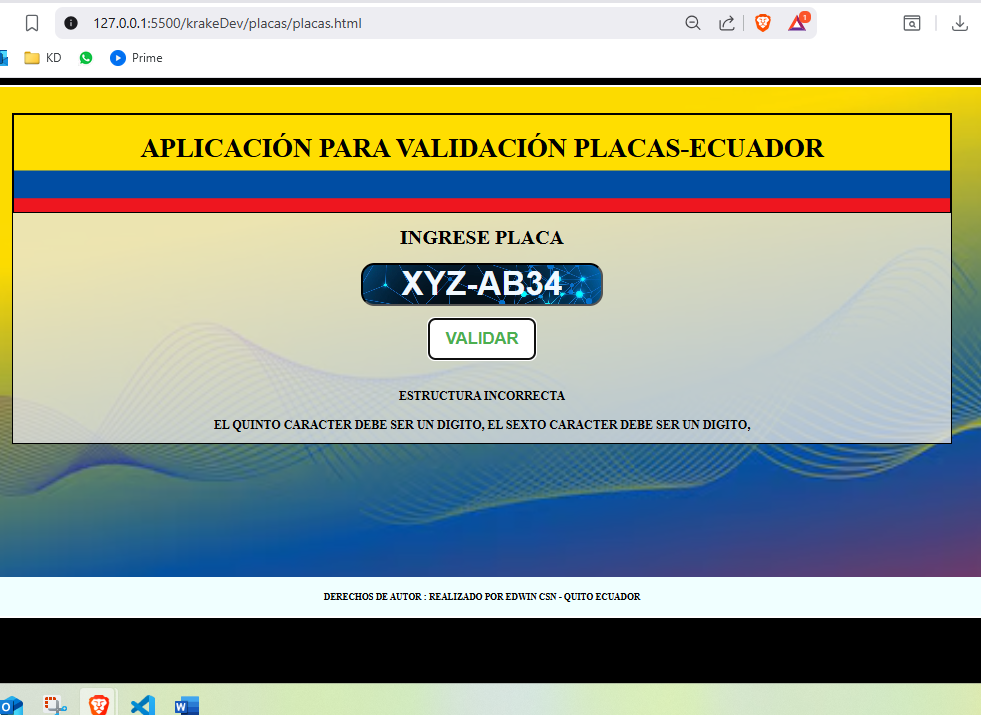 127.0.0.1:5500/krakeDev/placas/placas.html
1
KD
Prime
APLICACIÓN PARA VALIDACIÓN PLACAS-ECUADOR
INGRESE PLACA
XYZ-AB34
VALIDAR
ESTRUCTURA INCORRECTA
EL QUINTO CARACTER DEBE SER UN DIGITO, EL SEXTO CARACTER DEBE SER UN DIGITO,
DERECHOS DE AUTOR : REALIZADO POR EDWIN CSN - QUITO ECUADOR